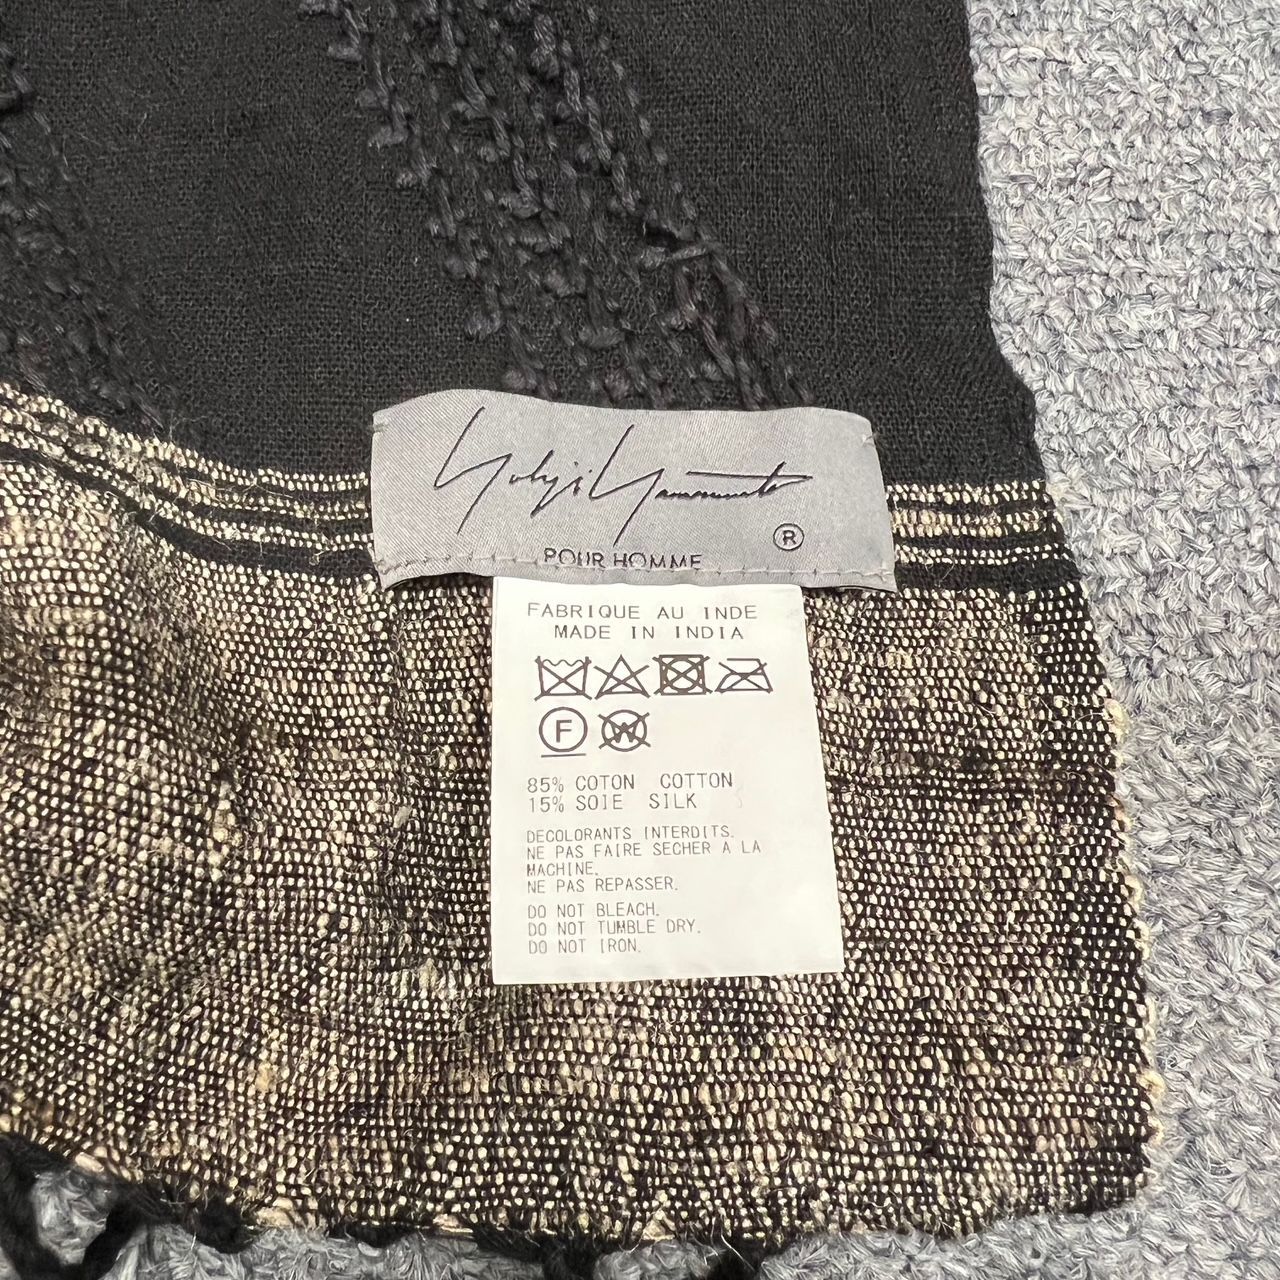 Yohji Yamamoto
®
POUR HOMME
FABRIQUE AU INDE
MADE IN INDIA
F
W
85% COTON COTTON
15% SOIE SILK
DECOLORANTS INTERDITS.
NE PAS FAIRE SECHER A LA
MACHINE.
NE PAS REPASSER.
DO NOT BLEACH.
DO NOT TUMBLE DRY.
DO NOT IRON.